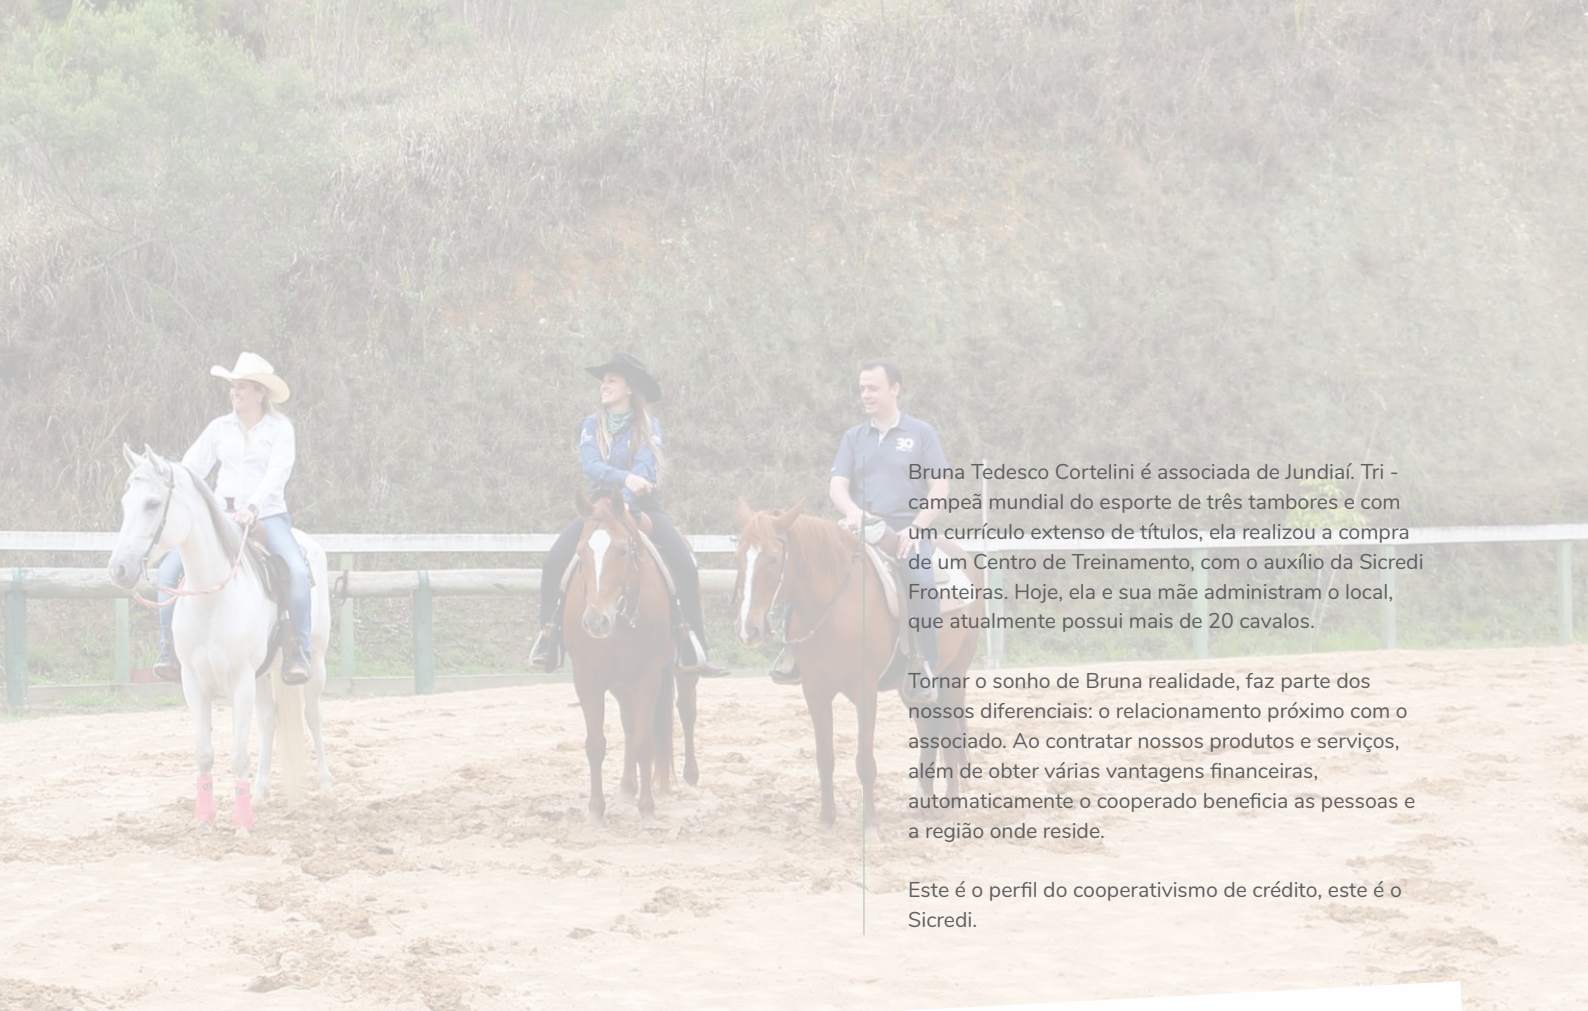 30
Bruna Tedesco Cortelini é associada de Jundiaí. Tri -
campeã mundial do esporte de três tambores e com
um currículo extenso de títulos, ela realizou a compra
de um Centro de Treinamento, com o auxílio da Sicredi
Fronteiras. Hoje, ela e sua mãe administram o local,
que atualmente possui mais de 20 cavalos.
Tornar o sonho de Bruna realidade, faz parte dos
nossos diferenciais: o relacionamento próximo com o
associado. Ao contratar nossos produtos e serviços,
além de obter várias vantagens financeiras,
automaticamente o cooperado beneficia as pessoas e
a região onde reside.
Este é o perfil do cooperativismo de crédito, este é o
Sicredi.